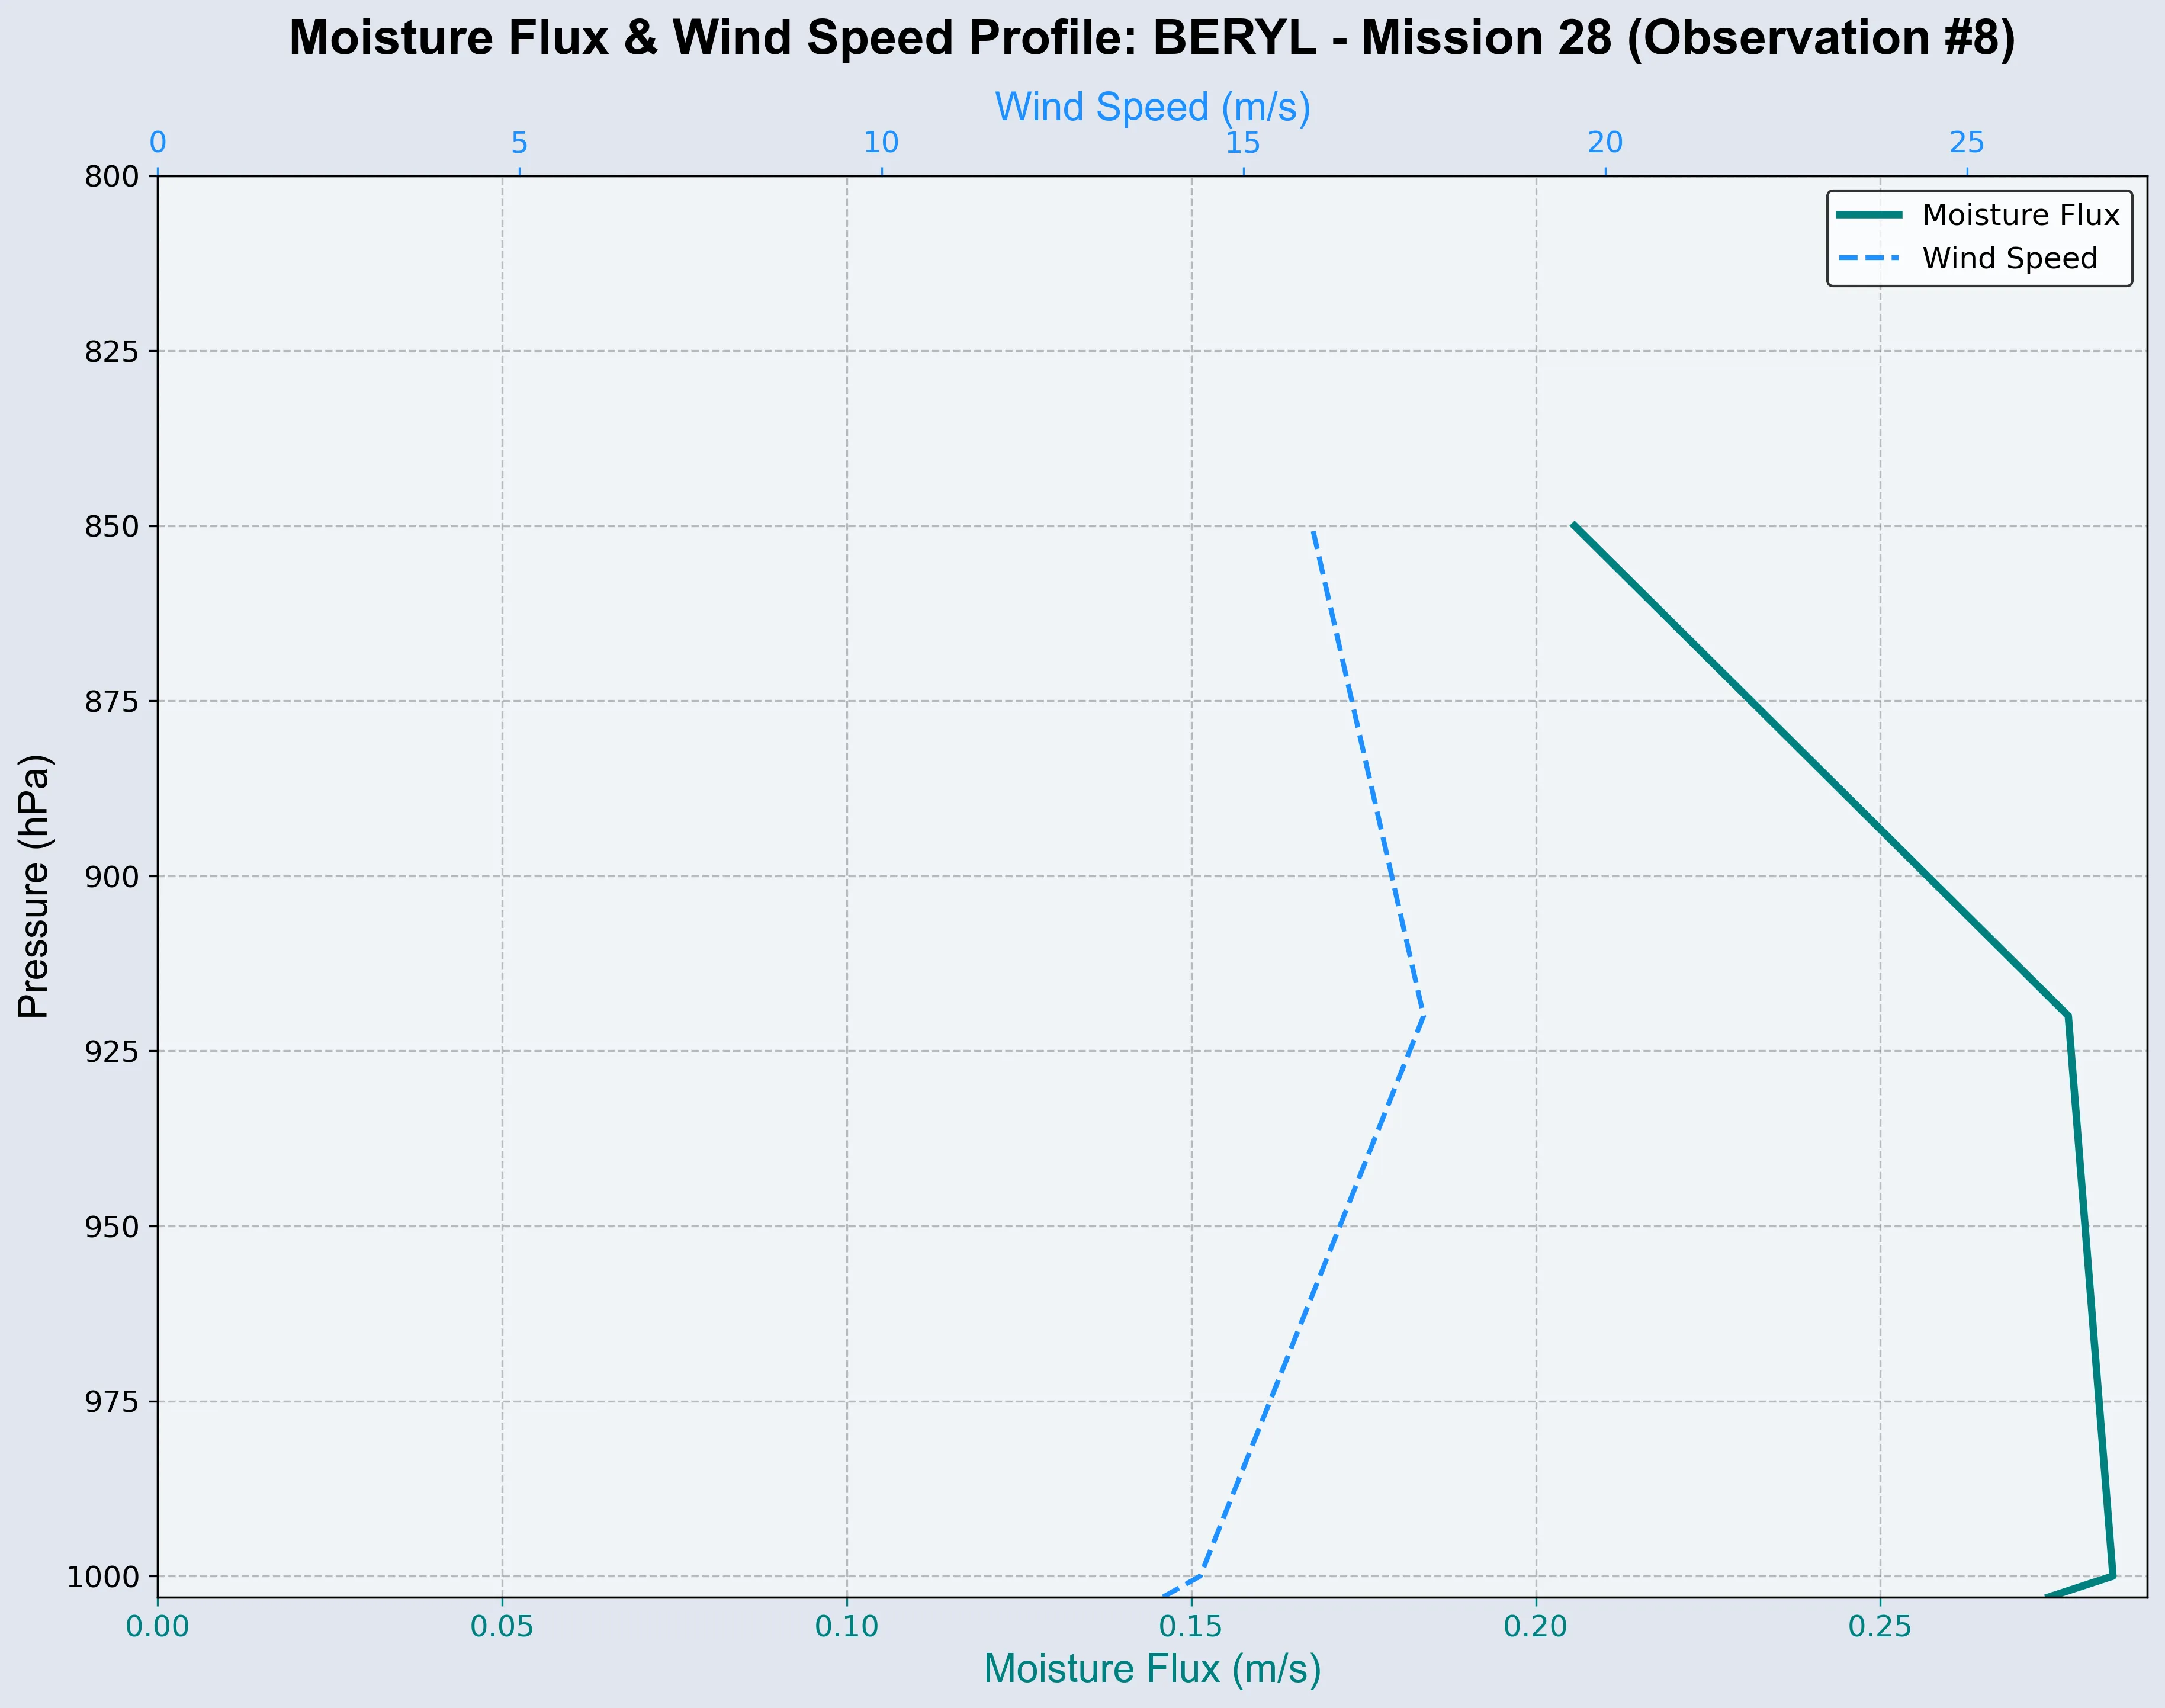 Moisture Flux & Wind Speed Profile: BERYL - Mission 28 (Observation #8)
Wind Speed (m/s)
0 5 10 15 20 25
Moisture Flux
Wind Speed
Pressure (hPa)
800
825
850
875
900
925
950
975
1000
0.00 0.05 0.10 0.15 0.20 0.25
Moisture Flux (m/s)